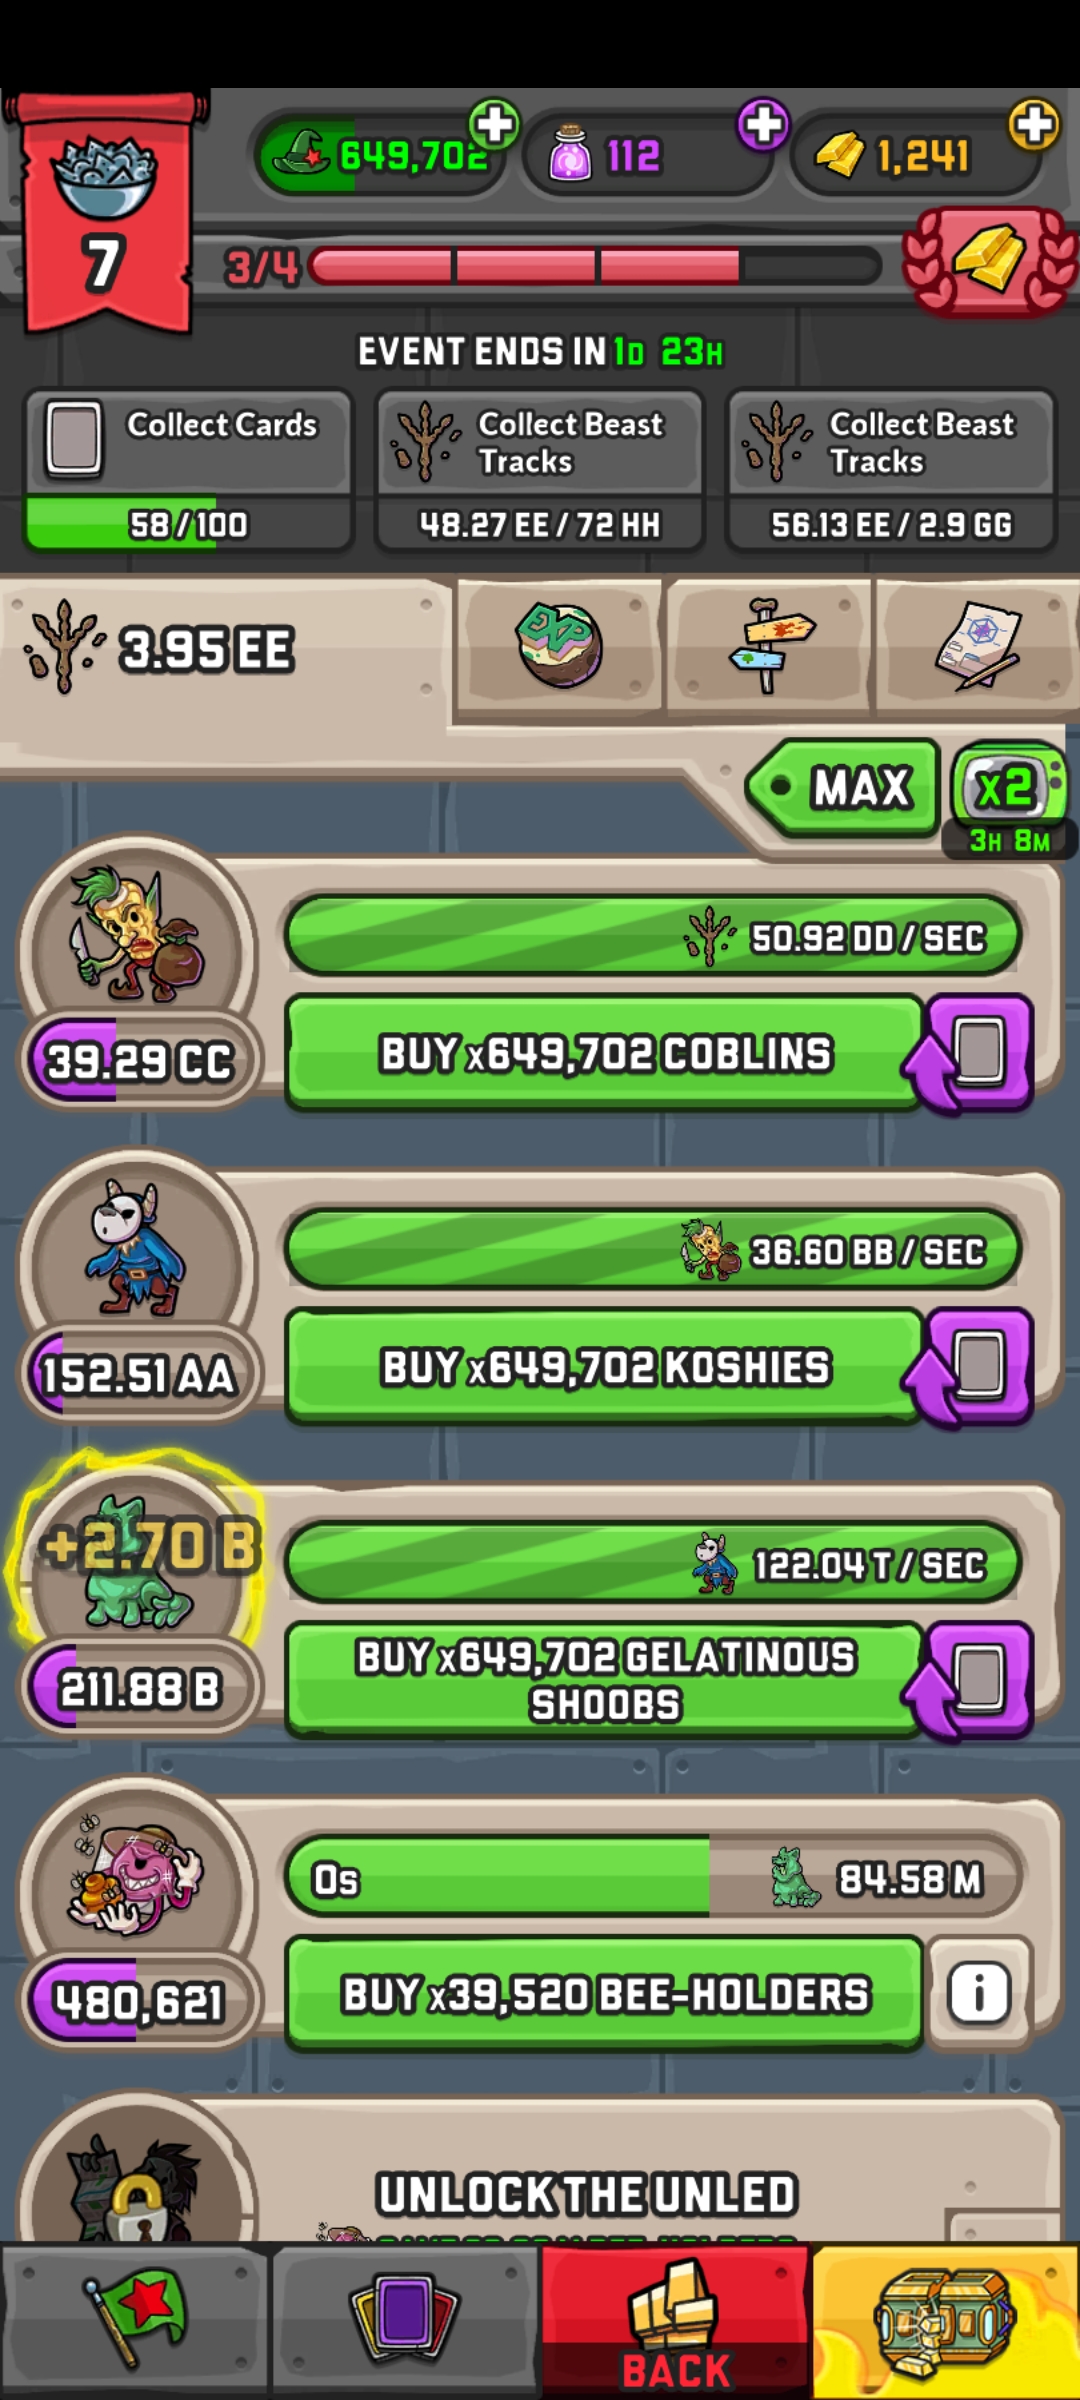 649,702
112
1,241
7
3/4
EVENT ENDS IN 1D 23H
Collect Cards
58/100
Collect Beast
Tracks
48.27 EE / 72 HH
Collect Beast
Tracks
56.13 EE / 2.9 GG
3.95 EE
EXP
MAX
x2
3H 8M
50.92 DD / SEC
39.29 CC
BUY x649,702 COBLINS
36.60 BB / SEC
152.51 AA
BUY x649,702 KOSHIES
+2.70 B
122.04 T / SEC
211.88 B
BUY x649,702 GELATINOUS
SHOOBS
0s
84.58 M
480,621
BUY x39,520 BEE-HOLDERS
i
UNLOCK THE UNLED
BACK